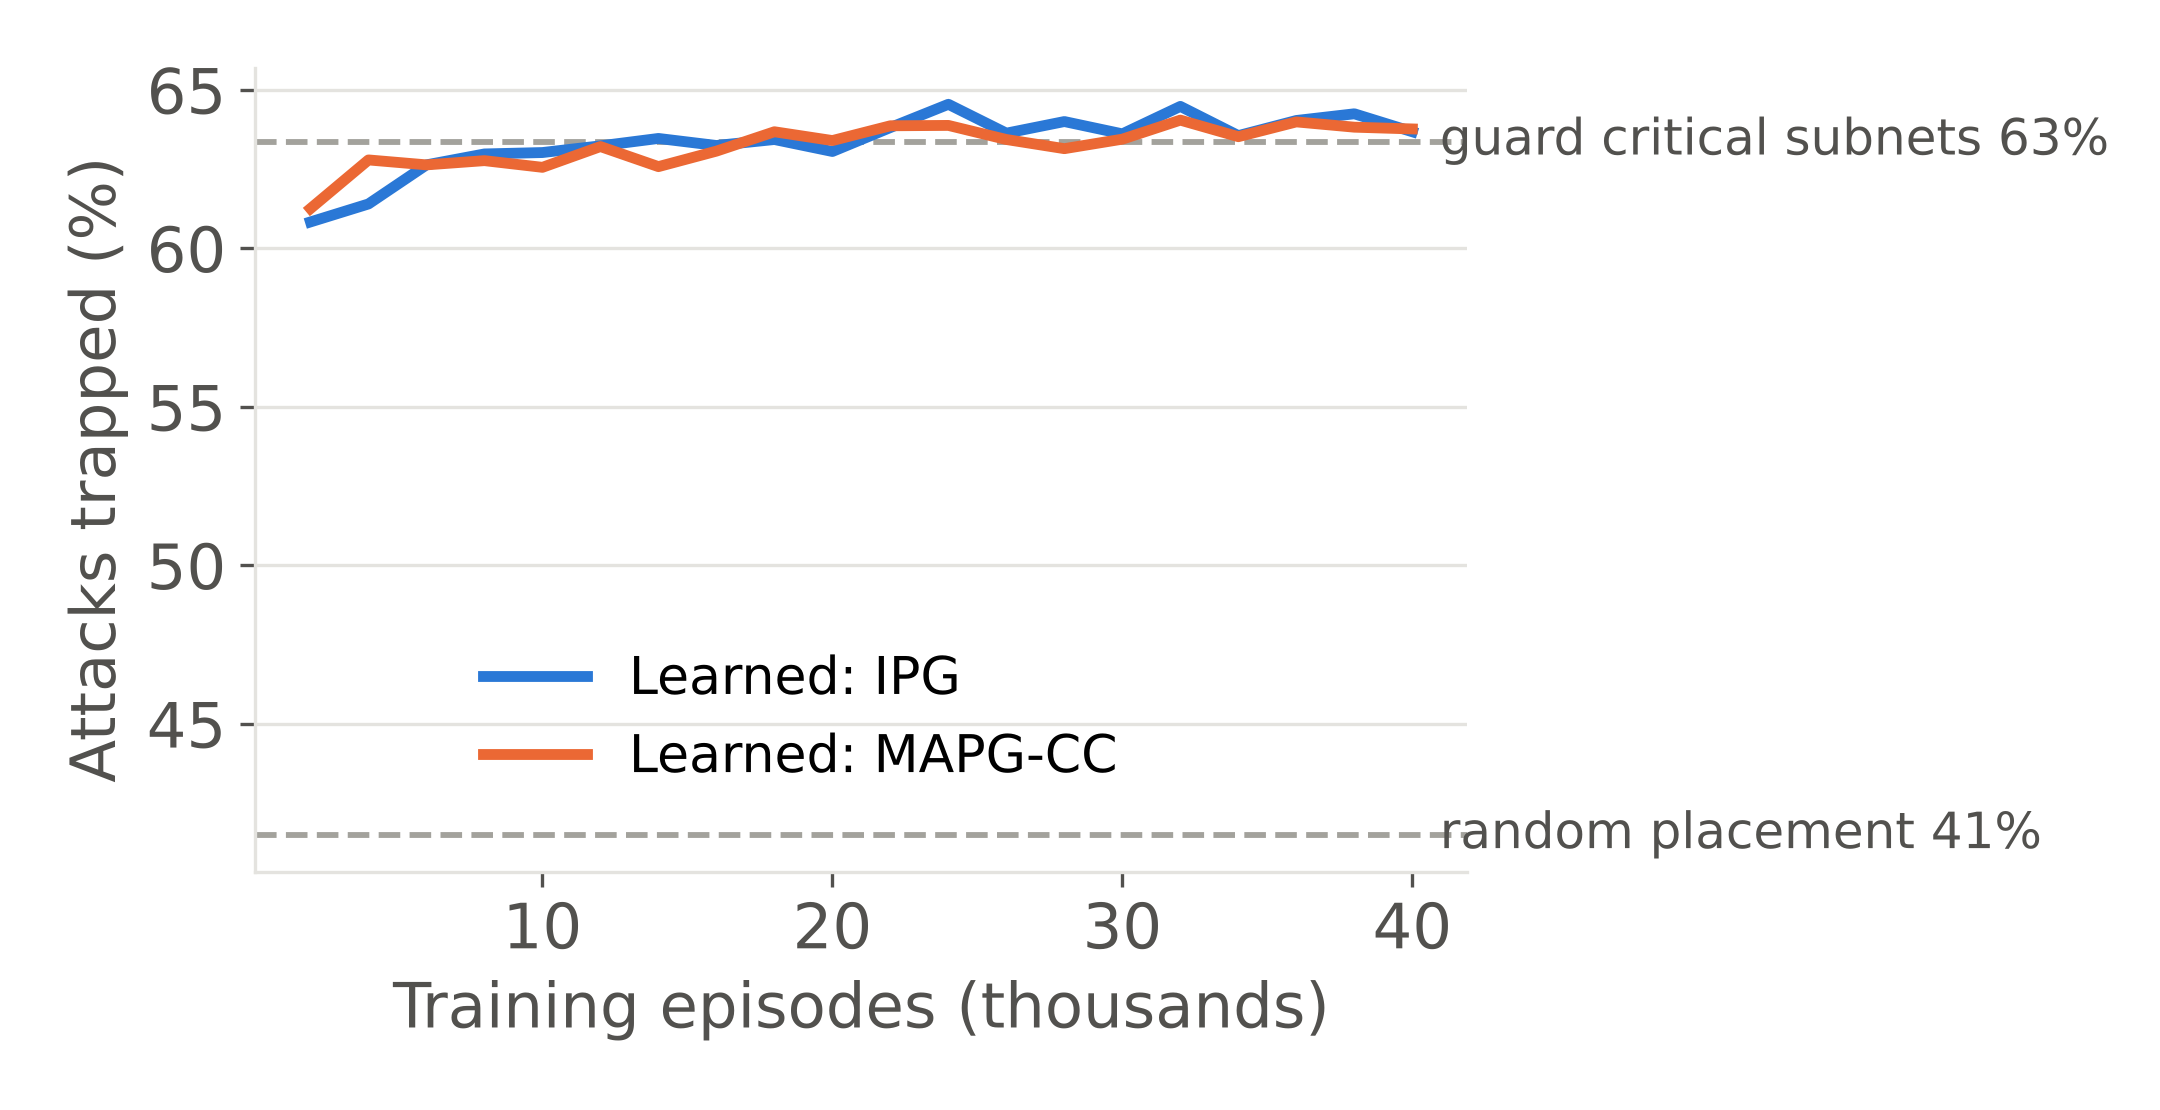 65
60
55
50
45
Attacks trapped (%)
guard critical subnets 63%
Learned: IPG
Learned: MAPG-CC
random placement 41%
10 20 30 40
Training episodes (thousands)